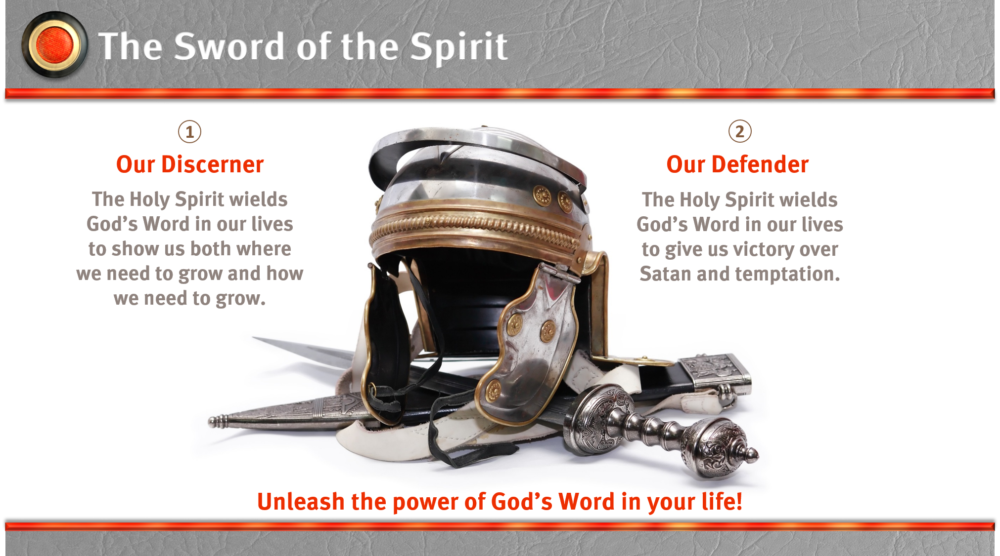 The Sword of the Spirit
1
Our Discerner
The Holy Spirit wields
God’s Word in our lives
to show us both where
we need to grow and how
we need to grow.
2
Our Defender
The Holy Spirit wields
God’s Word in our lives
to give us victory over
Satan and temptation.
Unleash the power of God’s Word in your life!